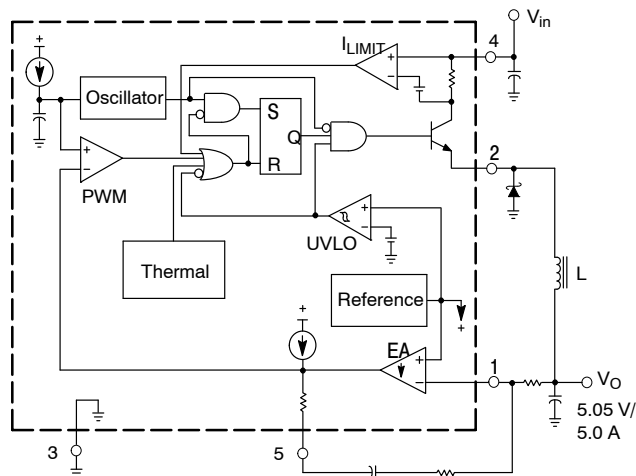 +
V_in
4
I_LIMIT
+
−
Oscillator
S
Q
R
+
−
PWM
2
Thermal
UVLO
+
−
L
Reference
+
+
EA
+
−
1
V_O
5.05 V/
5.0 A
3
5